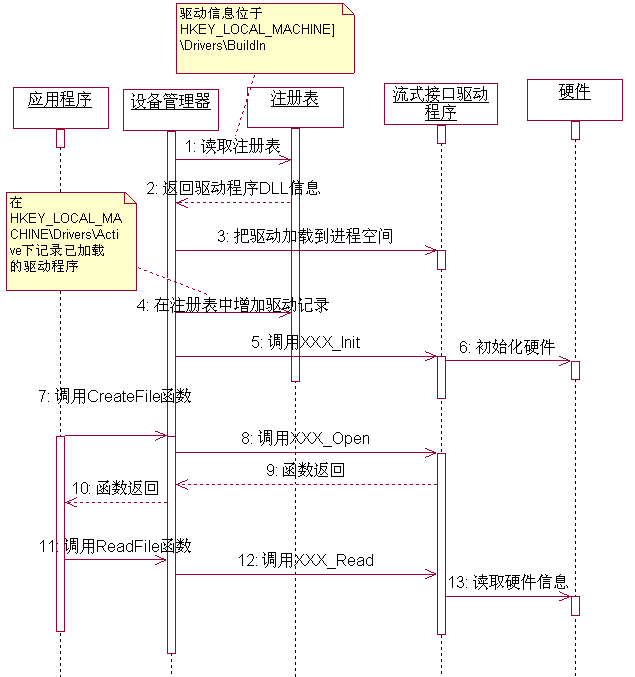 驱动信息位于
HKEY_LOCAL_MACHINE]
\Drivers\BuildIn
应用程序
设备管理器
注册表
流式接口驱动
程序
硬件
1: 读取注册表
2: 返回驱动程序DLL信息
在
HKEY_LOCAL_MA
CHINE\Drivers\Acti
ve下记录已加载
的驱动程序
3: 把驱动加载到进程空间
4: 在注册表中增加驱动记录
5: 调用XXX_Init
6: 初始化硬件
7: 调用CreateFile函数
8: 调用XXX_Open
9: 函数返回
10: 函数返回
11: 调用ReadFile函数
12: 调用XXX_Read
13: 读取硬件信息